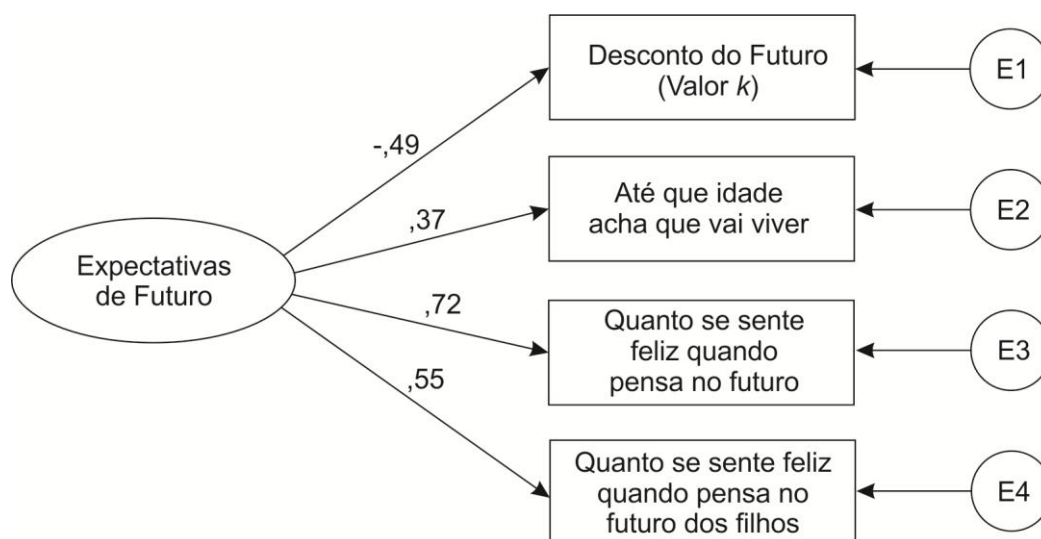 Desconto do Futuro
(Valor k)
E1
-,49
Até que idade
acha que vai viver
E2
,37
Expectativas
de Futuro
,72
Quanto se sente
feliz quando
pensa no futuro
E3
,55
Quanto se sente feliz
quando pensa no
futuro dos filhos
E4